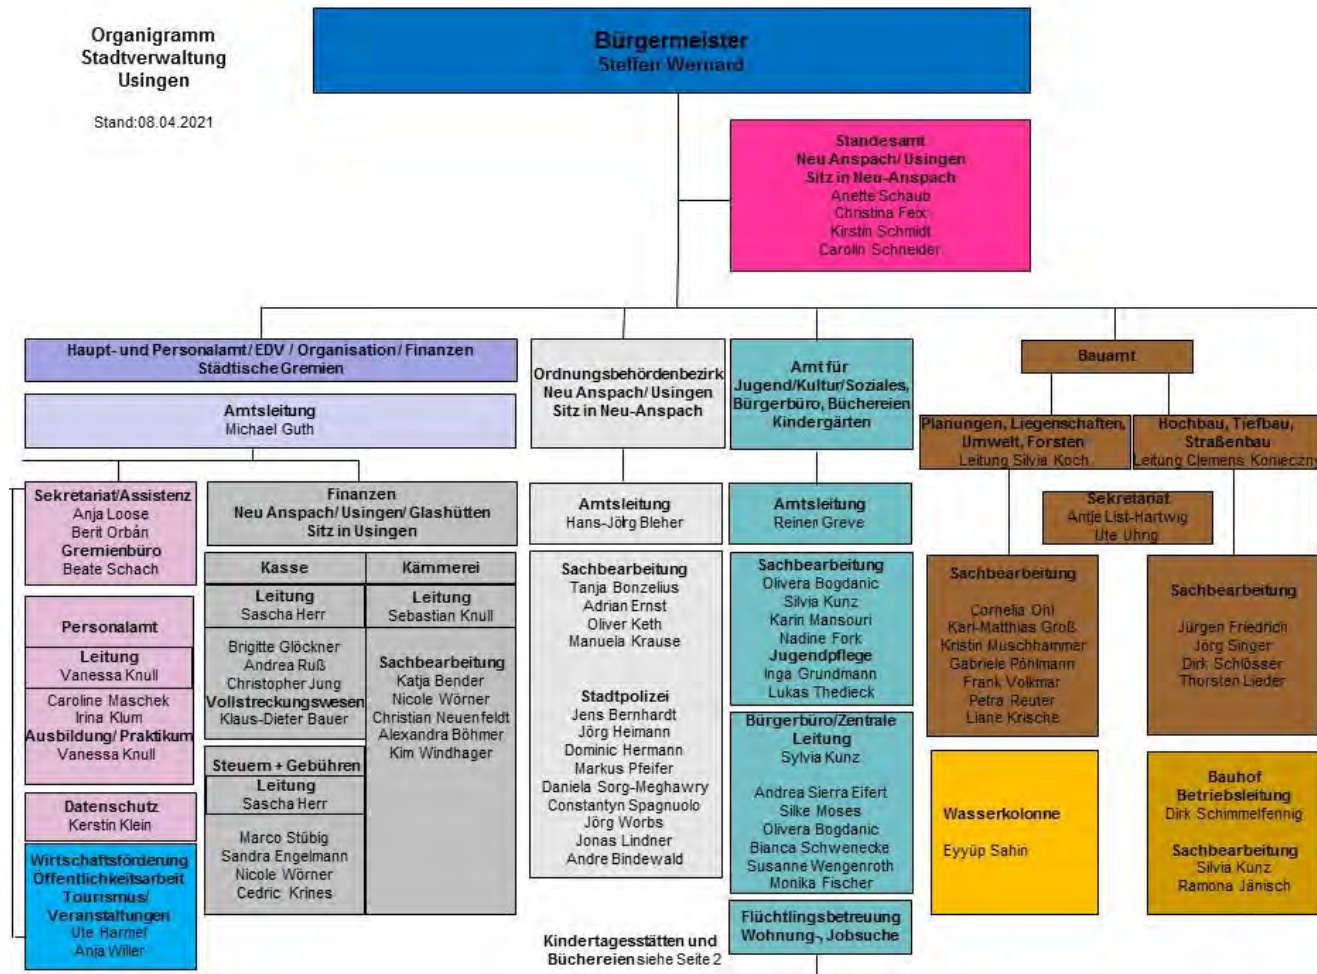 Organigramm
Stadtverwaltung
Usingen
Stand:08.04.2021
Bürgermeister
Steffen Wernard
Standesamt
Neu Anspach/ Usingen
Sitz in Neu-Anspach
Anette Schaub
Christina Feix
Kirstin Schmidt
Carolin Schneider
Haupt- und Personalamt/ EDV / Organisation/ Finanzen
Städtische Gremien
Amtsleitung
Michael Guth
Sekretariat/Assistenz
Anja Loose
Berit Orbán
Gremienbüro
Beate Schach
Personalamt
Leitung
Vanessa Knull
Caroline Maschek
Irina Klum
Ausbildung/ Praktikum
Vanessa Knull
Datenschutz
Kerstin Klein
Wirtschaftsförderung
Öffentlichkeitsarbeit
Tourismus/
Veranstaltungen
Ute Harmel
Anja Willer
Finanzen
Neu Anspach/ Usingen/ Glashütten
Sitz in Usingen
Kasse
Leitung
Sascha Herr
Brigitte Glöckner
Andrea Ruß
Christopher Jung
Vollstreckungswesen
Klaus-Dieter Bauer
Steuern + Gebühren
Leitung
Sascha Herr
Marco Stübig
Sandra Engelmann
Nicole Wörner
Cedric Krines
Kämmerei
Leitung
Sebastian Knull
Sachbearbeitung
Katja Bender
Nicole Wörner
Christian Neuenfeldt
Alexandra Böhmer
Kim Windhager
Ordnungsbehördenbezirk
Neu Anspach/ Usingen
Sitz in Neu-Anspach
Amtsleitung
Hans-Jörg Bleher
Sachbearbeitung
Tanja Bonzelius
Adrian Ernst
Oliver Keth
Manuela Krause
Stadtpolizei
Jens Bernhardt
Jörg Heimann
Dominic Hermann
Markus Pfeifer
Daniela Sorg-Meghawry
Constantyn Spagnuolo
Jörg Worbs
Jonas Lindner
Andre Bindewald
Kindertagesstätten und
Büchereien siehe Seite 2
Amt für
Jugend/Kultur/Soziales,
Bürgerbüro, Büchereien
Kindergärten
Amtsleitung
Reiner Greve
Sachbearbeitung
Olivera Bogdanic
Silvia Kunz
Karin Mansouri
Nadine Fork
Jugendpflege
Inga Grundmann
Lukas Thedieck
Bürgerbüro/Zentrale
Leitung
Sylvia Kunz
Andrea Sierra Eifert
Silke Moses
Olivera Bogdanic
Bianca Schwenecke
Susanne Wengenroth
Monika Fischer
Flüchtlingsbetreuung
Wohnung-, Jobsuche
Bauamt
Planungen, Liegenschaften,
Umwelt, Forsten
Leitung Silvia Koch
Hochbau, Tiefbau,
Straßenbau
Leitung Clemens Konieczny
Sekretariat
Antje List-Hartwig
Ute Uhrig
Sachbearbeitung
Cornelia Ohl
Karl-Matthias Groß
Kristin Muschhammer
Gabriele Pöhlmann
Frank Volkmar
Petra Reuter
Liane Krische
Wasserkolonne
Eyyüp Sahin
Sachbearbeitung
Jürgen Friedrich
Jörg Singer
Dirk Schlösser
Thorsten Lieder
Bauhof
Betriebsleitung
Dirk Schimmelfennig
Sachbearbeitung
Silvia Kunz
Ramona Jänisch